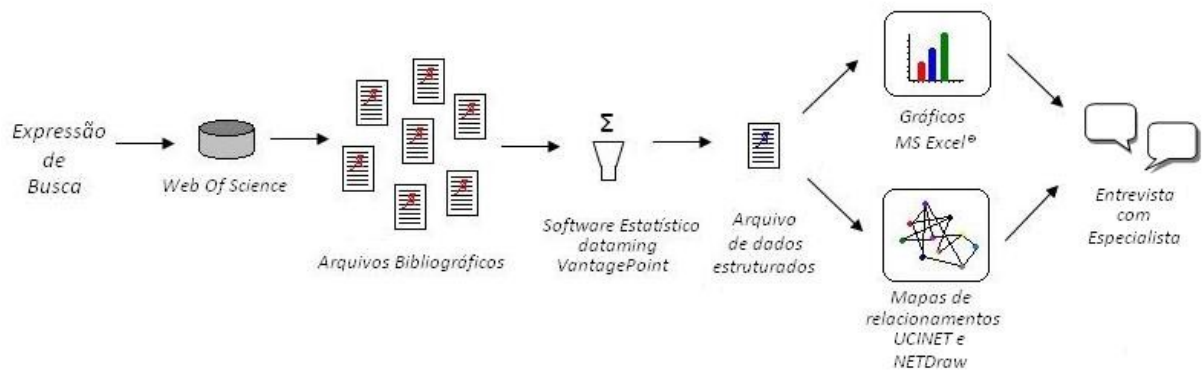 Expressão
de
Busca
Web Of Science
Arquivos Bibliográficos
Σ
Software Estatístico
dataming
VantagePoint
Arquivo
de dados
estruturados
Gráficos
MS Excel®
Mapas de
relacionamentos
UCINET e
NETDraw
Entrevista
com
Especialista